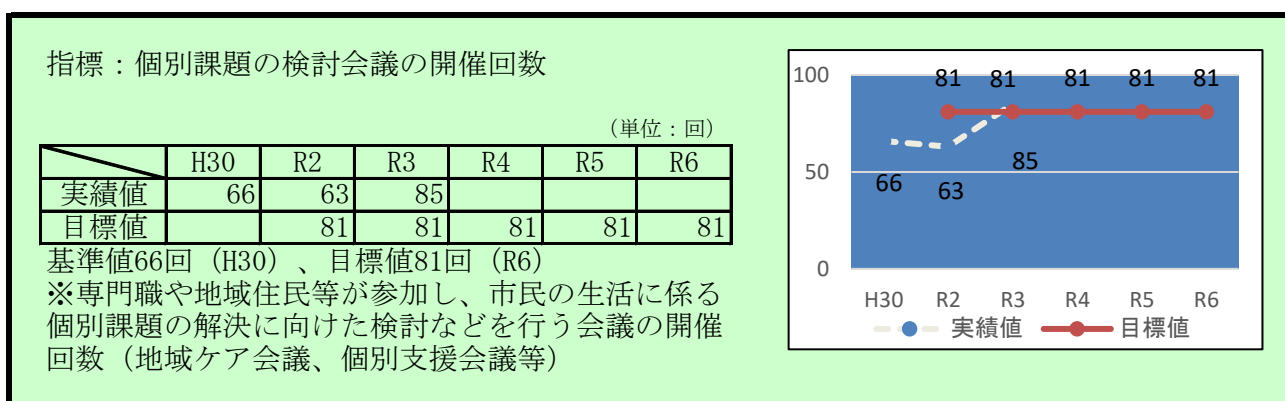 指標：個別課題の検討会議の開催回数
（単位：回）
H30 R2 R3 R4 R5 R6
実績値 66 63 85
目標値 81 81 81 81 81
基準値66回（H30）、目標値81回（R6）
※専門職や地域住民等が参加し、市民の生活に係る
個別課題の解決に向けた検討などを行う会議の開催
回数（地域ケア会議、個別支援会議等）
100
81 81 81 81 81
50
85
66 63
0
H30 R2 R3 R4 R5 R6
実績値 目標値